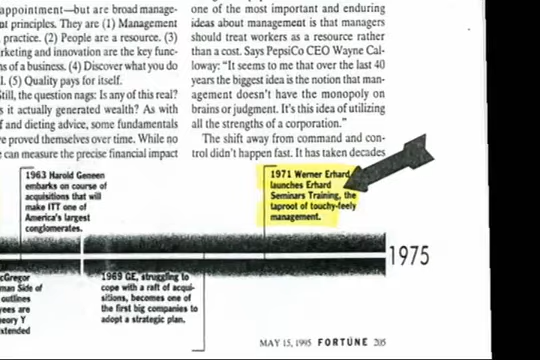 appointment—but are broad manage-
nt principles. They are (1) Management
practice. (2) People are a resource. (3)
rketing and innovation are the key func-
ns of a business. (4) Discover what you do
l. (5) Quality pays for itself.
Still, the question nags: Is any of this real?
s it actually generated wealth? As with
f and dieting advice, some fundamentals
ve proved themselves over time. While no
e can measure the precise financial impact
one of the most important and enduring
ideas about management is that managers
should treat workers as a resource rather
than a cost. Says PepsiCo CEO Wayne Cal-
loway: “It seems to me that over the last 40
years the biggest idea is the notion that man-
agement doesn’t have the monopoly on
brains or judgment. It’s this idea of utilizing
all the strengths of a corporation.”
The shift away from command and con-
trol didn’t happen fast. It has taken decades
1963 Harold Geneen
embarks on course of
acquisitions that will
make ITT one of
America’s largest
conglomerates.
1971 Werner Erhard
launches Erhard
Seminars Training, the
taproot of touchy-feely
management.
1975
cGregor
man Side of
outlines
yees are
eory Y
xtended
1969 GE, struggling to
cope with a raft of acqui-
sitions, becomes one of
the first big companies to
adopt a strategic plan.
MAY 15, 1995 FORTUNE 205